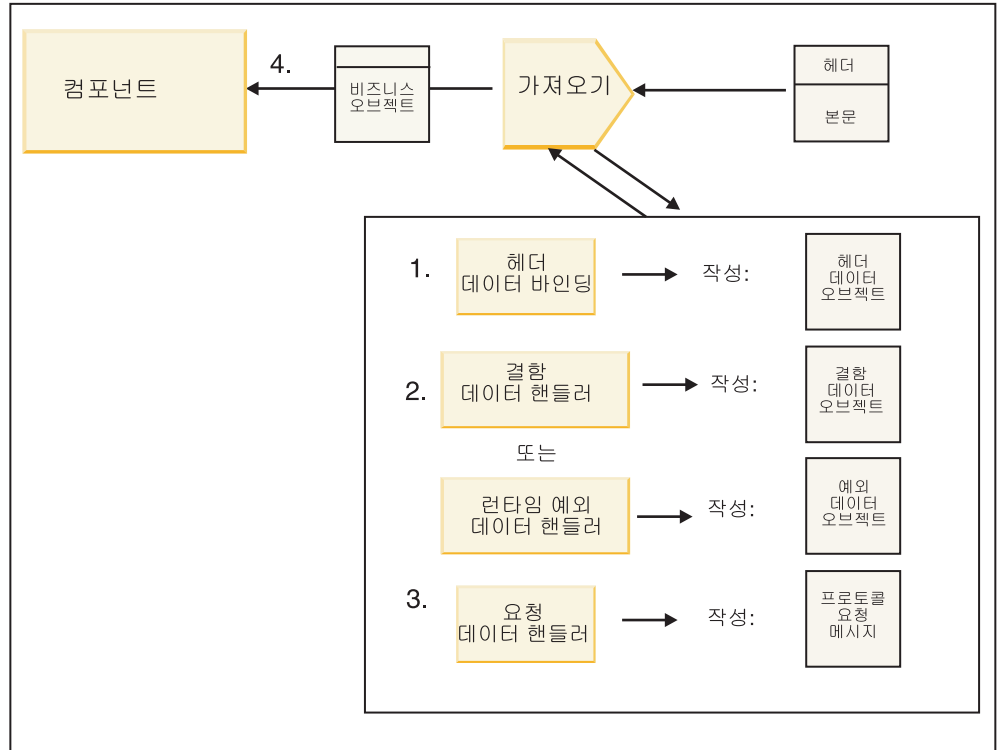 컴포넌트
4.
비즈니스
오브젝트
가져오기
헤더
본문
1.
헤더
데이터 바인딩
작성:
헤더
데이터
오브젝트
2.
결함
데이터 핸들러
작성:
결함
데이터
오브젝트
또는
런타임 예외
데이터 핸들러
작성:
예외
데이터
오브젝트
3.
요청
데이터 핸들러
작성:
프로토콜
요청
메시지